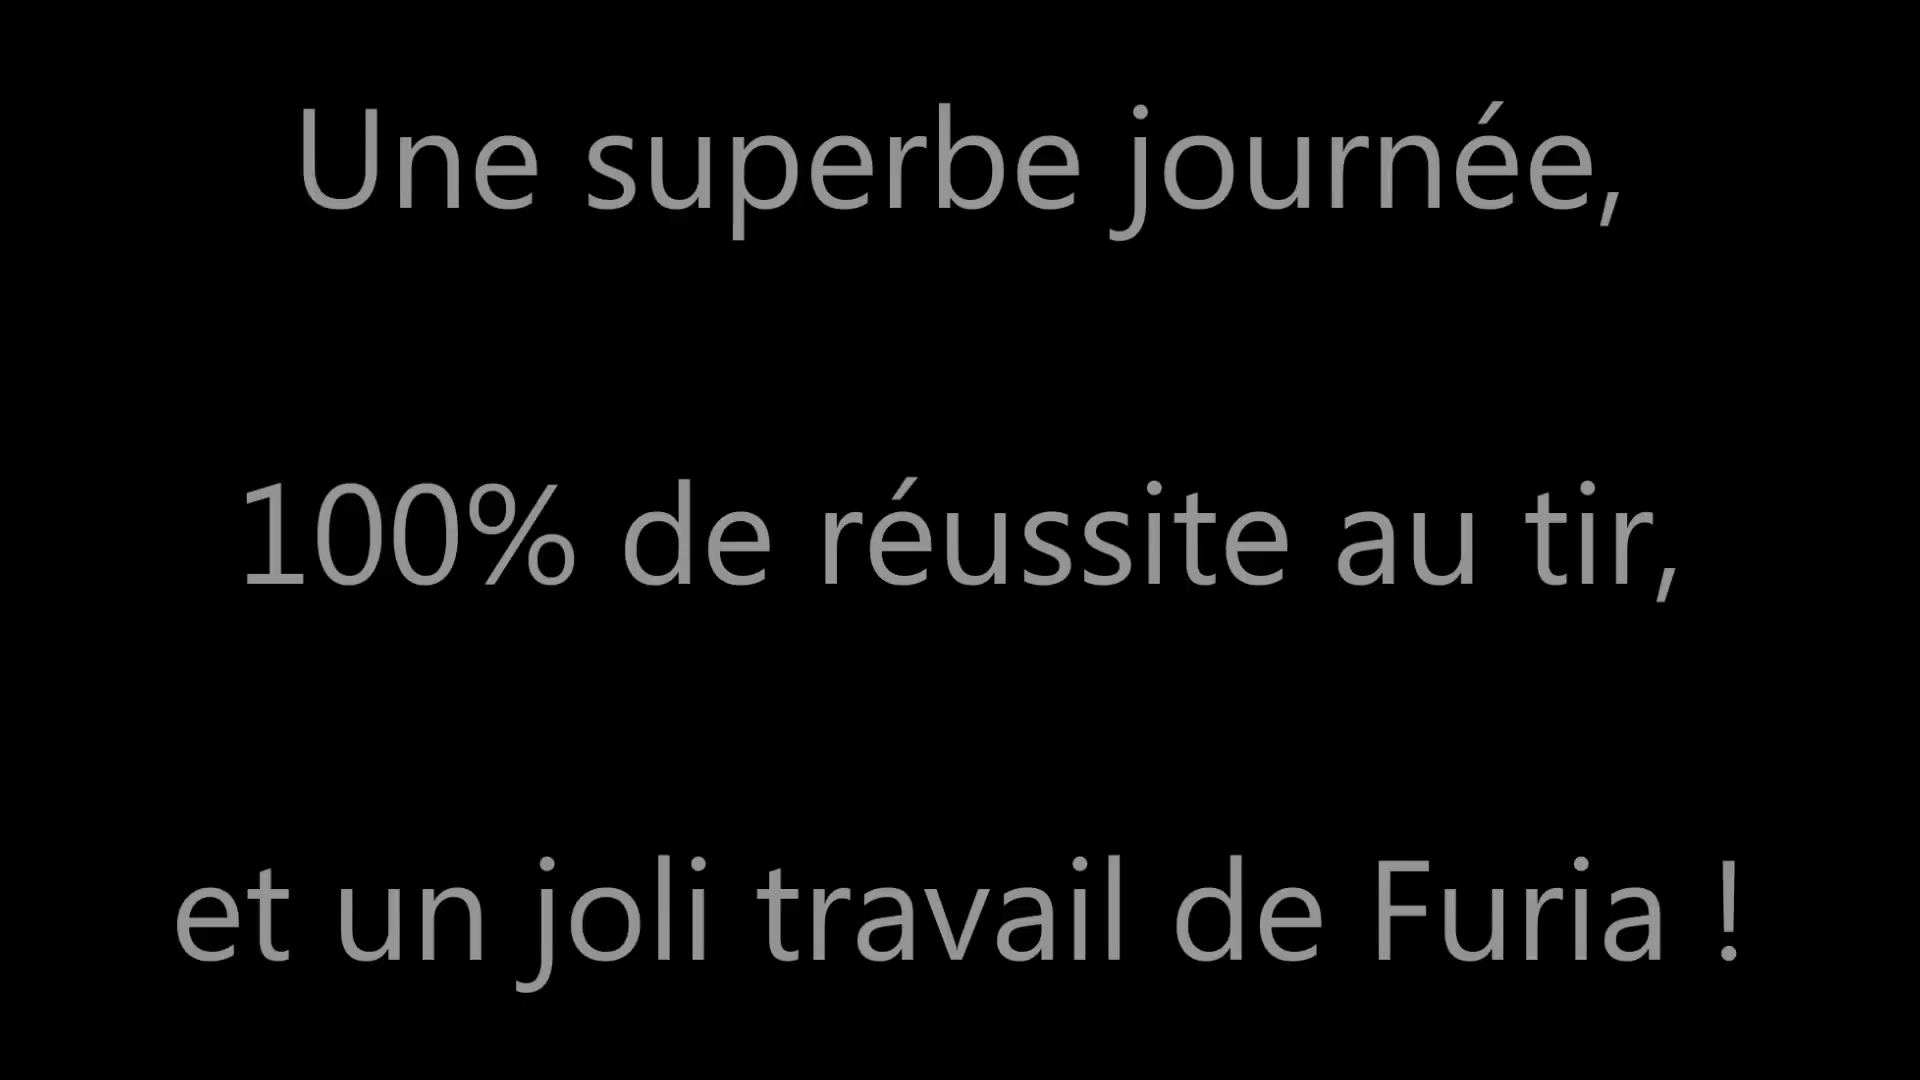 Une superbe journée,
100% de réussite au tir,
et un joli travail de Furia !